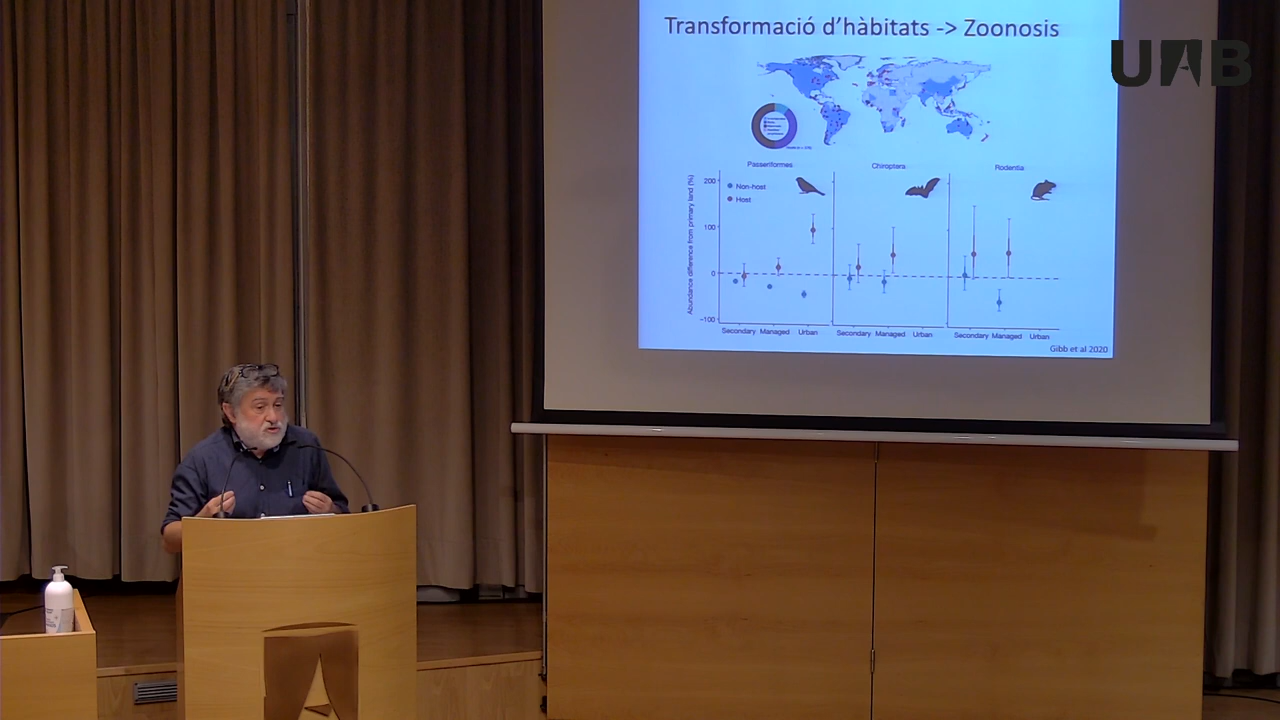 Transformació d'hàbitats -> Zoonosis
UAB
Passeriformes
Chiroptera
Rodentia
Abundance difference from primary land (%)
200
100
0
−100
Non-host
Host
Secondary Managed Urban
Secondary Managed Urban
Secondary Managed Urban
Gibb et al 2020